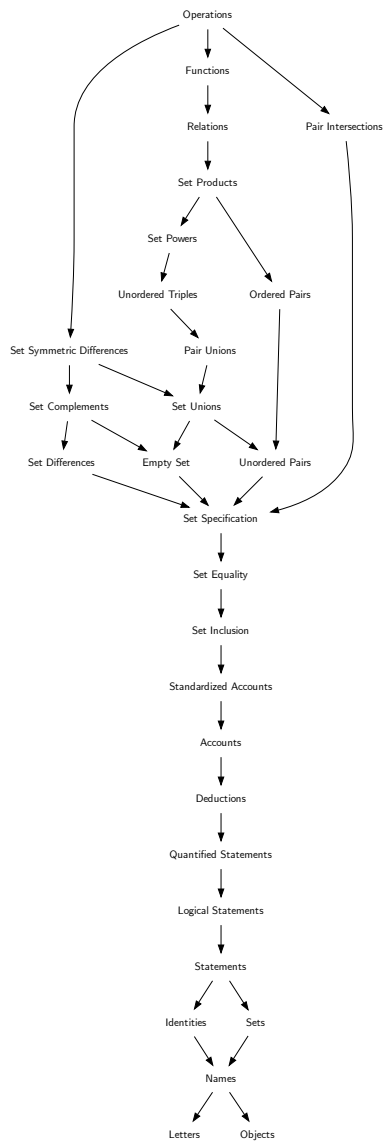 Operations
Functions
Relations
Pair Intersections
Set Products
Set Powers
Unordered Triples
Ordered Pairs
Set Symmetric Differences
Pair Unions
Set Complements
Set Unions
Set Differences
Empty Set
Unordered Pairs
Set Specification
Set Equality
Set Inclusion
Standardized Accounts
Accounts
Deductions
Quantified Statements
Logical Statements
Statements
Identities
Sets
Names
Letters
Objects